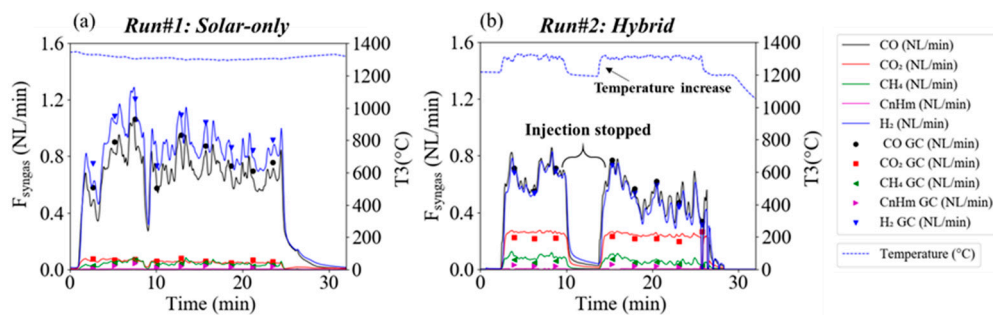 (a) Run#1: Solar-only
1.6
1.2
0.8
0.4
0.0
F_syngas (NL/min)
0 10 20 30
Time (min)
1400
1200
1000
800
600
400
200
0
T3(°C)
(b) Run#2: Hybrid
1.6
1.2
0.8
0.4
0.0
F_syngas (NL/min)
Temperature increase
Injection stopped
0 10 20 30
Time (min)
1400
1200
1000
800
600
400
200
0
T3(°C)
CO (NL/min)
CO₂ (NL/min)
CH₄ (NL/min)
CnHm (NL/min)
H₂ (NL/min)
CO GC (NL/min)
CO₂ GC (NL/min)
CH₄ GC (NL/min)
CnHm GC (NL/min)
H₂ GC (NL/min)
Temperature (°C)